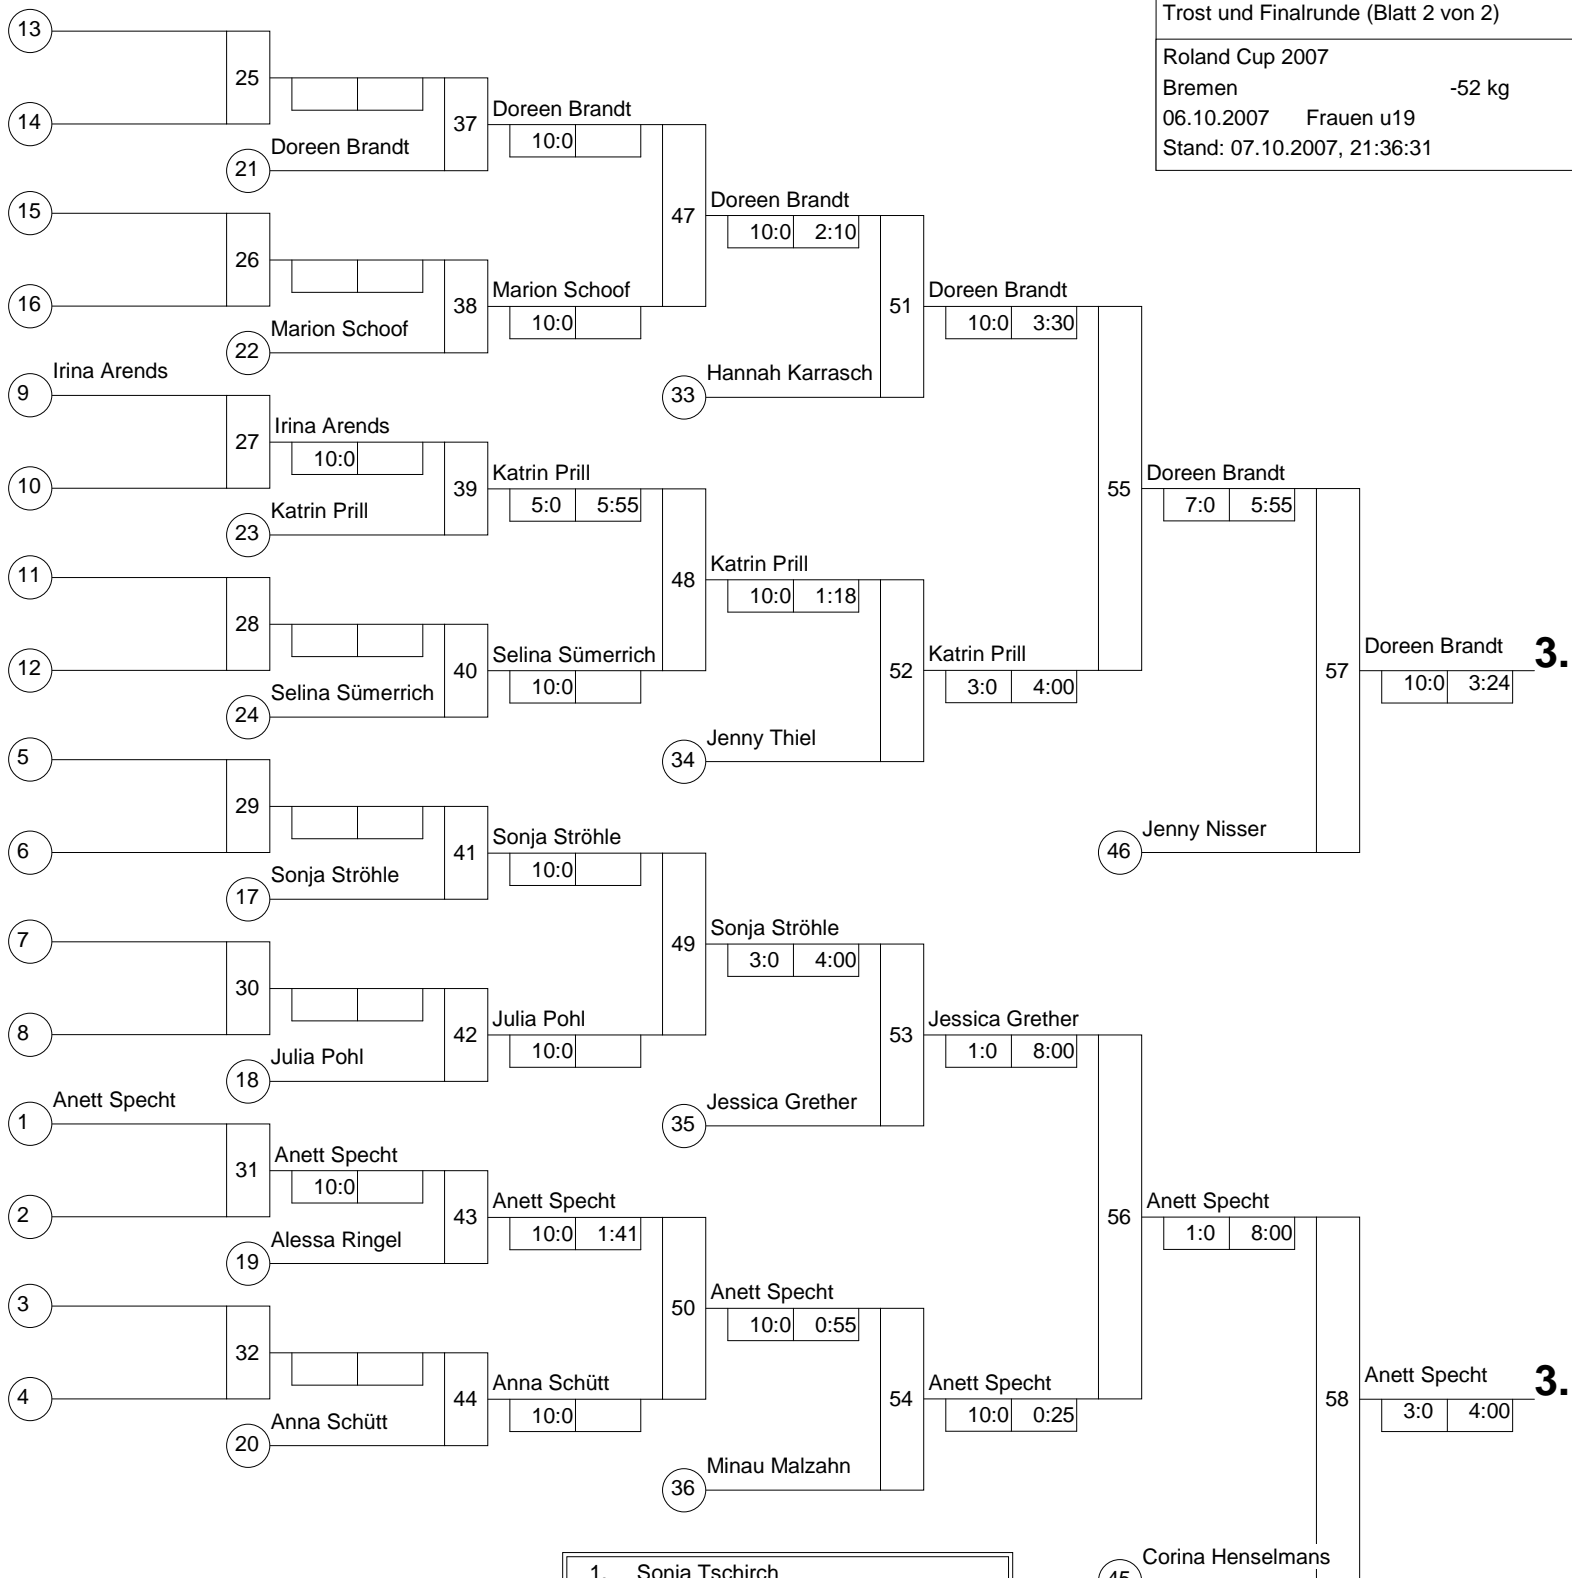 Trost und Finalrunde (Blatt 2 von 2)
Roland Cup 2007
Bremen -52 kg
06.10.2007 Frauen u19
Stand: 07.10.2007, 21:36:31
13
25
14
37
Doreen Brandt
10:0
21
Doreen Brandt
15
47
Doreen Brandt
10:0 2:10
26
16
38
Marion Schoof
10:0
22
Marion Schoof
51
Doreen Brandt
10:0 3:30
33
Hannah Karrasch
9
Irina Arends
27
Irina Arends
10:0
10
39
Katrin Prill
5:0 5:55
23
Katrin Prill
55
Doreen Brandt
7:0 5:55
11
48
Katrin Prill
10:0 1:18
28
12
40
Selina Sümerrich
10:0
24
Selina Sümerrich
52
Katrin Prill
3:0 4:00
34
Jenny Thiel
57
Doreen Brandt
10:0 3:24
3.
46
Jenny Nisser
5
29
6
41
Sonja Ströhle
10:0
17
Sonja Ströhle
7
49
Sonja Ströhle
3:0 4:00
30
8
42
Julia Pohl
10:0
18
Julia Pohl
53
Jessica Grether
1:0 8:00
35
Jessica Grether
1
Anett Specht
31
Anett Specht
10:0
2
43
Anett Specht
10:0 1:41
19
Alessa Ringel
56
Anett Specht
1:0 8:00
3
50
Anett Specht
10:0 0:55
32
4
44
Anna Schütt
10:0
20
Anna Schütt
54
Anett Specht
10:0 0:25
36
Minau Malzahn
58
Anett Specht
3:0 4:00
3.
45
Corina Henselmans
1. Sonja Tschirch